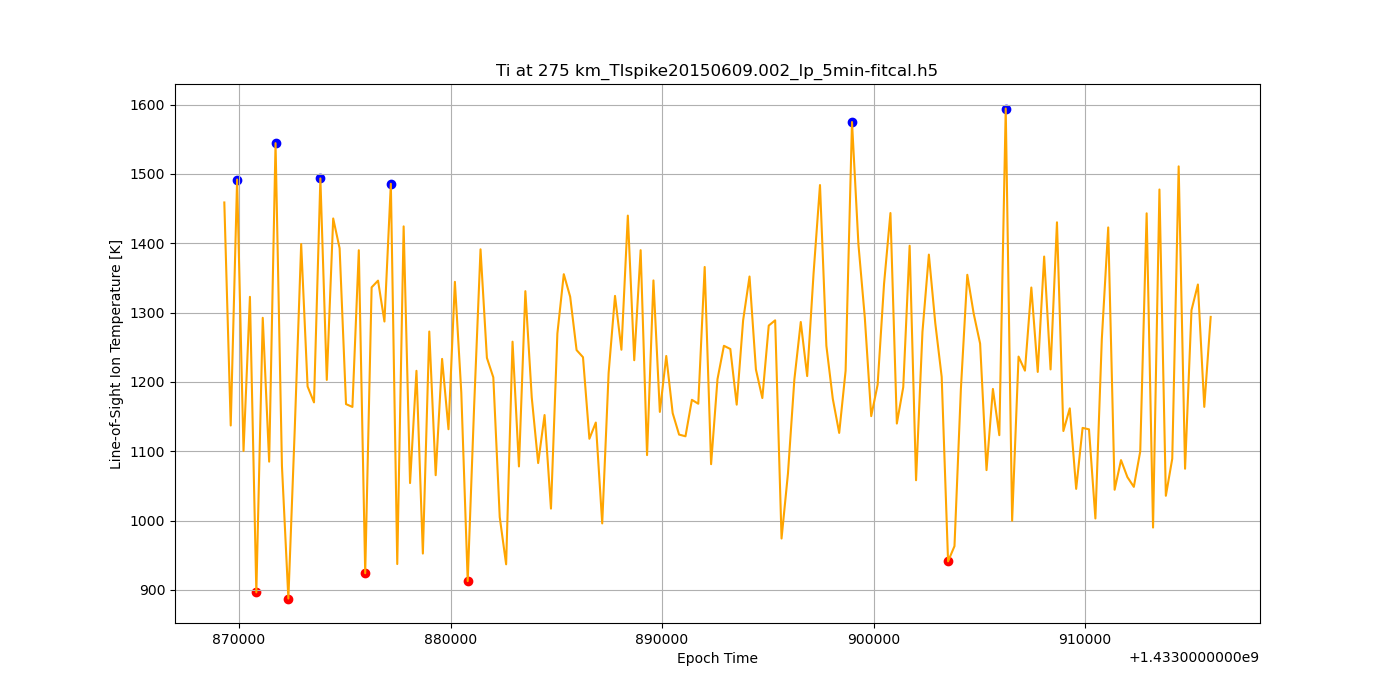 Ti at 275 km_TIspike20150609.002_lp_5min-fitcal.h5
Line-of-Sight Ion Temperature [K]
1600
1500
1400
1300
1200
1100
1000
900
870000 880000 890000 900000 910000
Epoch Time
+1.4330000000e9